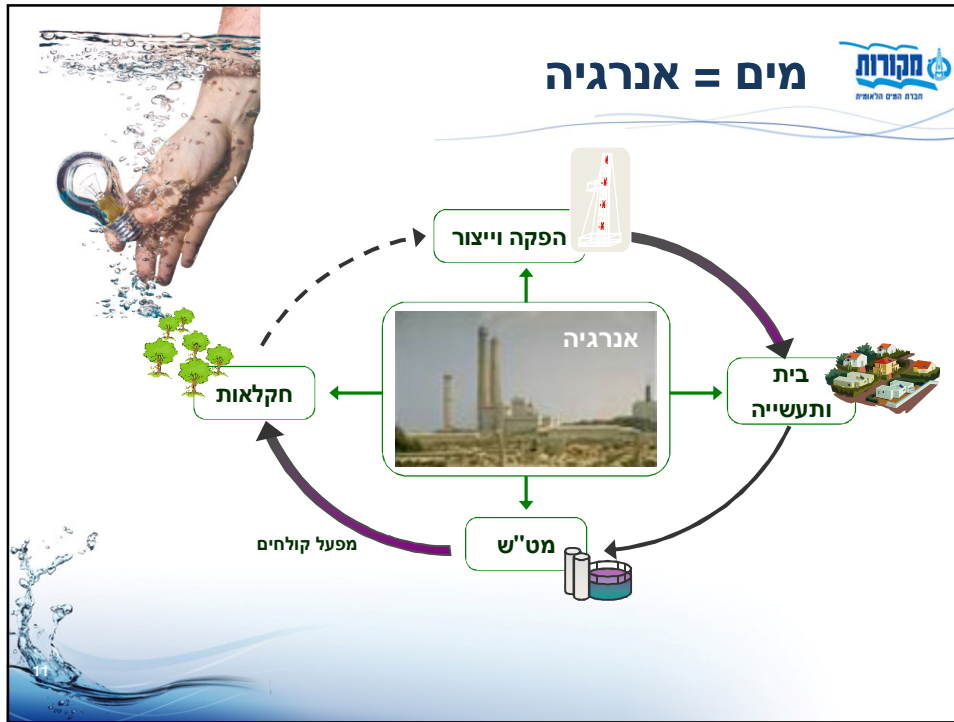 מים = אנרגיה
מקורות
חברת המים הלאומית
הפקה וייצור
אנרגיה
בית
ותעשייה
חקלאות
מט"ש
מפעל קולחים
11